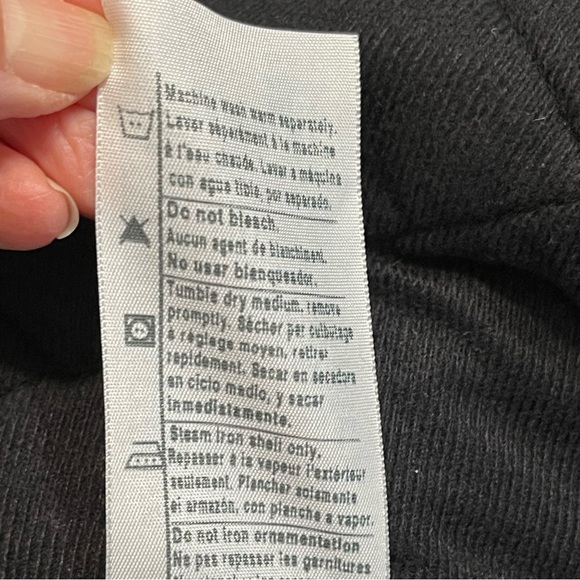 Machine wash warm separately.
Laver séparément à la machine
à l'eau chaude. Lavar a máquina
con agua tibia, por separado.
Do not bleach.
Aucun agent de blanchiment.
No usar blanqueador.
Tumble dry medium, remove
promptly. Sécher par culbutage
à réglage moyen, retirer
rapidement. Secar en secadora
en ciclo medio, y sacar
inmediatamente.
Steam iron shell only.
Repasser à la vapeur l'extérieur
seulement. Planchar solamente
el armazón, con plancha a vapor.
Do not iron ornamentation
Ne pas repasser les garnitures